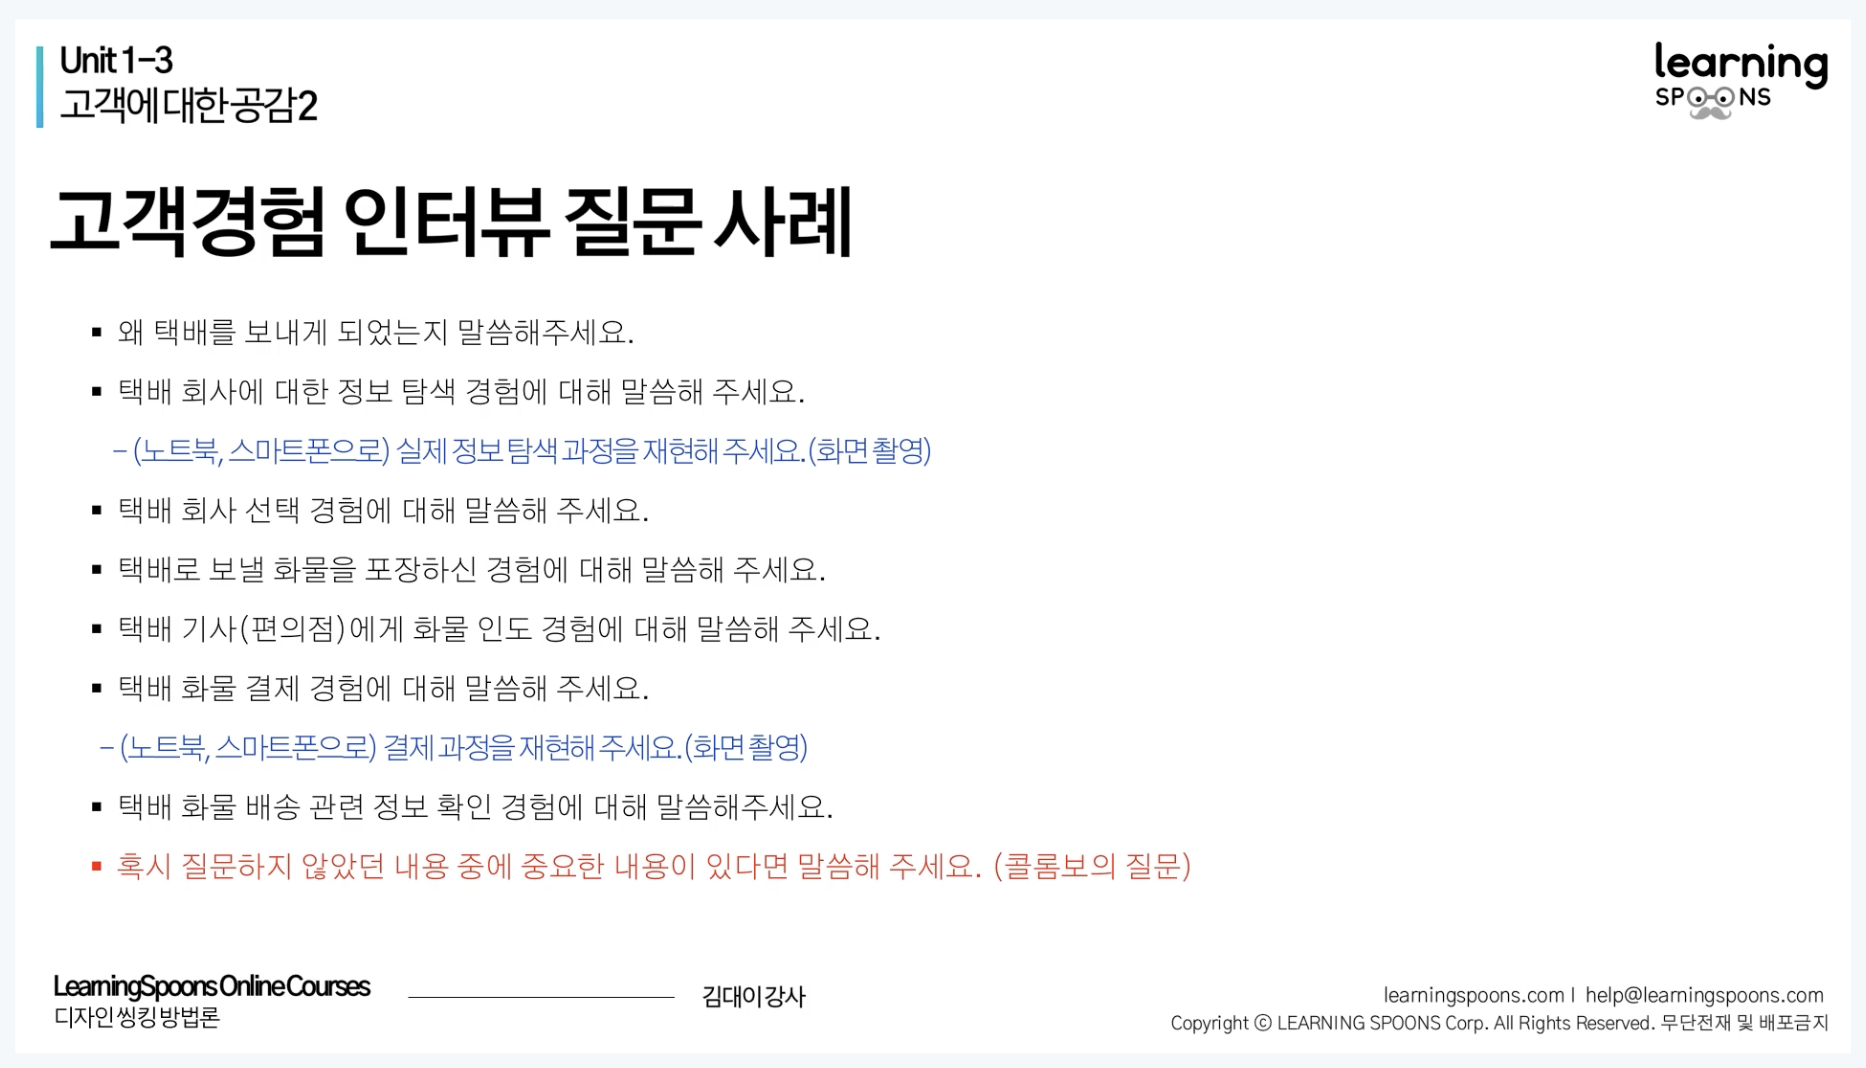 Unit 1-3
고객에 대한 공감2
learning
SPOONS
고객경험 인터뷰 질문 사례
▪ 왜 택배를 보내게 되었는지 말씀해주세요.
▪ 택배 회사에 대한 정보 탐색 경험에 대해 말씀해 주세요.
– (노트북, 스마트폰으로) 실제 정보 탐색 과정을 재현해 주세요.(화면 촬영)
▪ 택배 회사 선택 경험에 대해 말씀해 주세요.
▪ 택배로 보낼 화물을 포장하신 경험에 대해 말씀해 주세요.
▪ 택배 기사(편의점)에게 화물 인도 경험에 대해 말씀해 주세요.
▪ 택배 화물 결제 경험에 대해 말씀해 주세요.
– (노트북, 스마트폰으로) 결제 과정을 재현해 주세요.(화면 촬영)
▪ 택배 화물 배송 관련 정보 확인 경험에 대해 말씀해주세요.
▪ 혹시 질문하지 않았던 내용 중에 중요한 내용이 있다면 말씀해 주세요. (콜롬보의 질문)
LearningSpoons Online Courses
디자인 씽킹 방법론
김대이 강사
learningspoons.com | help@learningspoons.com
Copyright ⓒ LEARNING SPOONS Corp. All Rights Reserved. 무단전재 및 배포금지